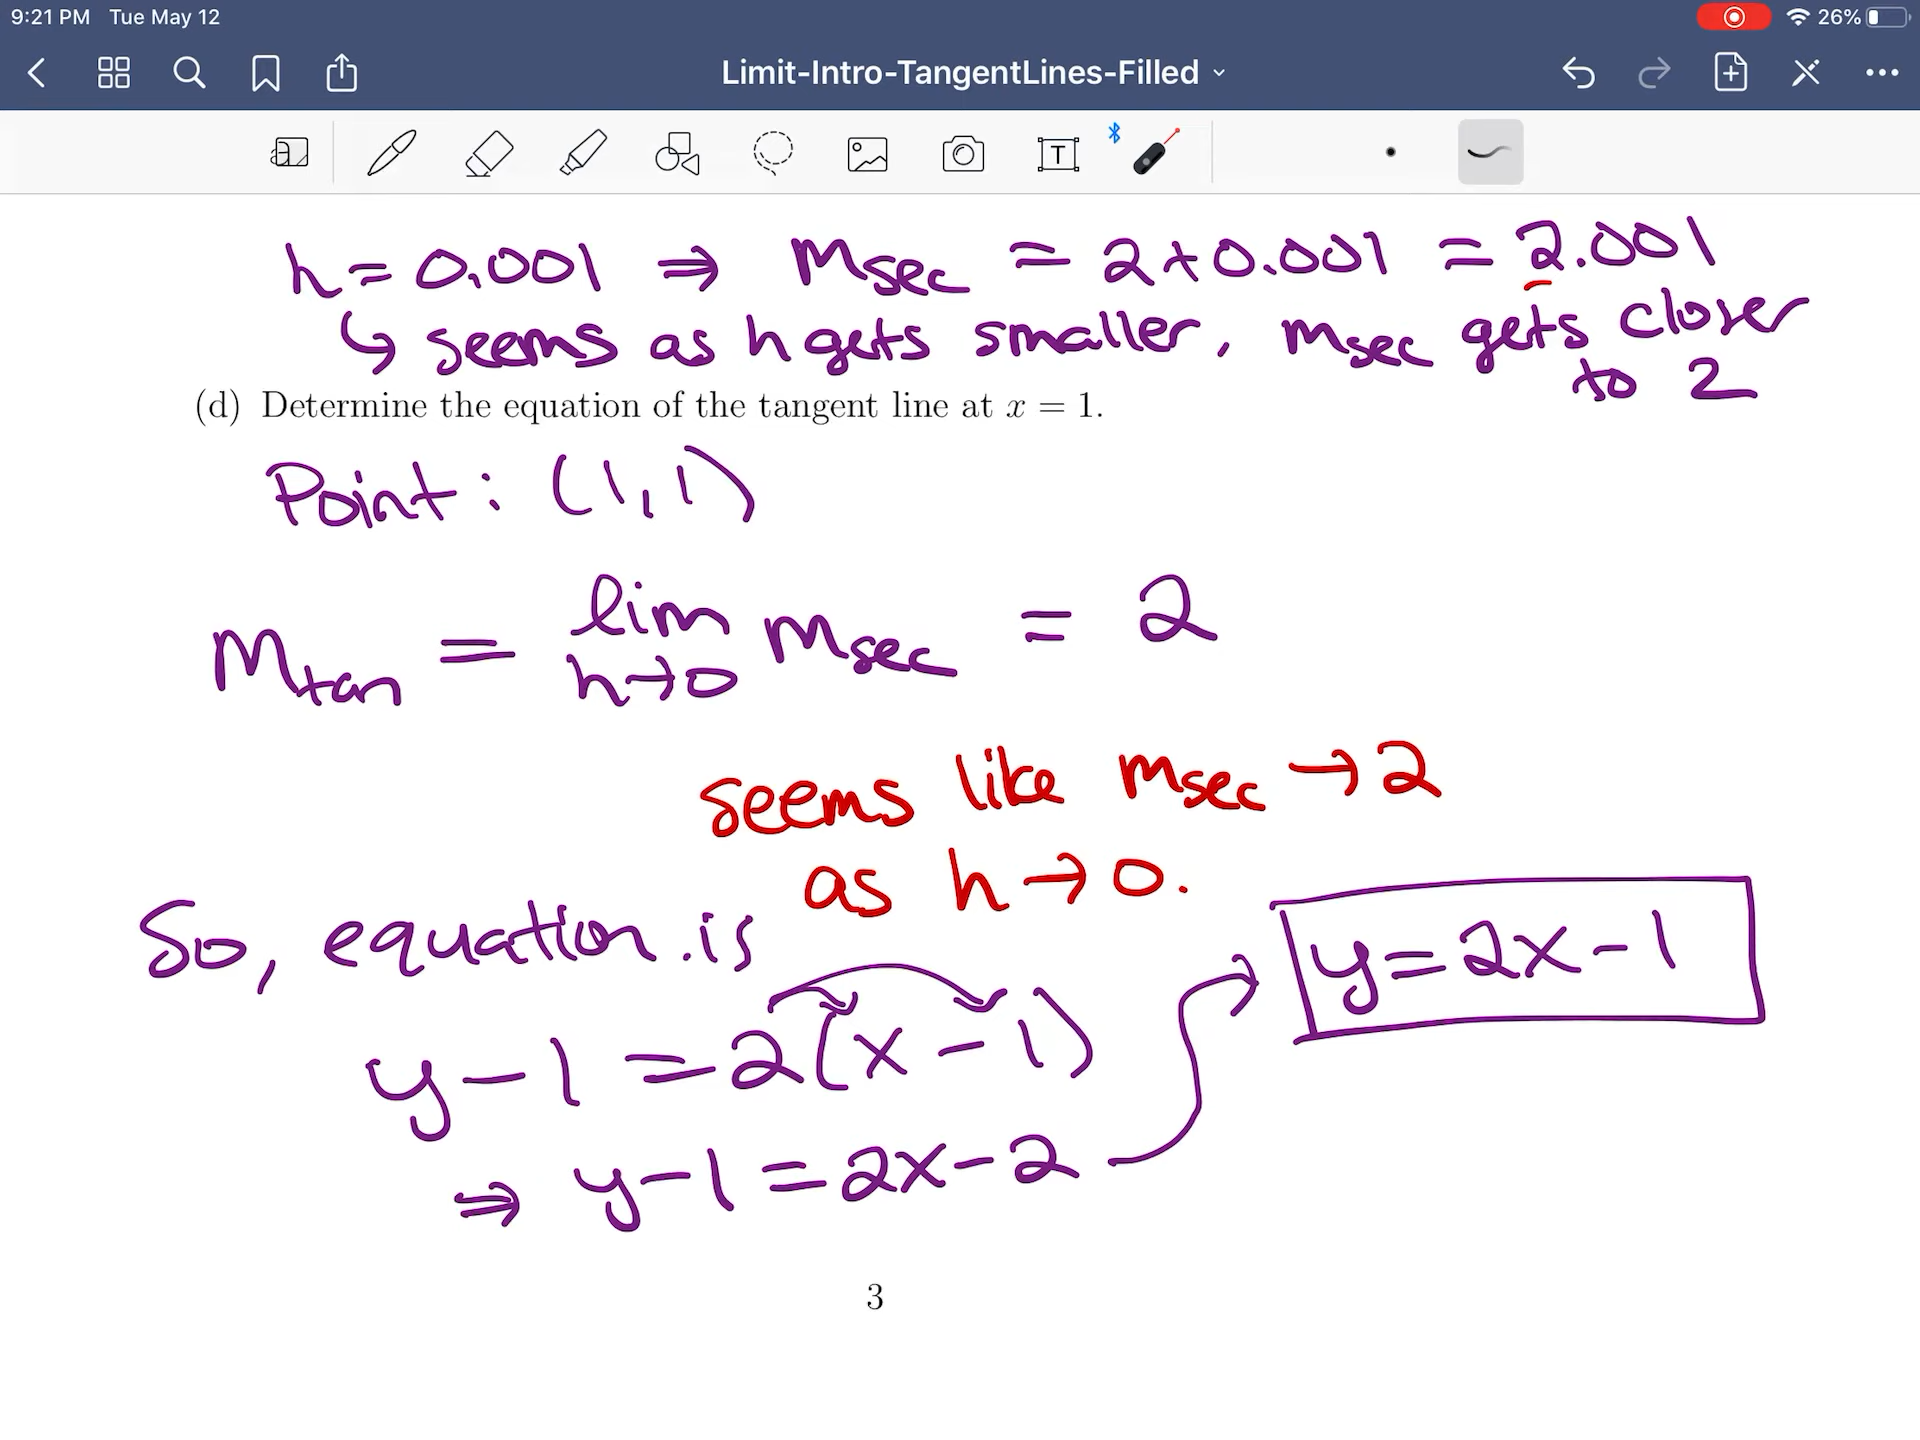 9:21 PM Tue May 12 26%
Limit-Intro-TangentLines-Filled
h = 0.001 ⇒ Msec = 2+0.001 = 2.001
↳ seems as h gets smaller, msec gets closer
to 2
(d) Determine the equation of the tangent line at x = 1.
Point: (1,1)
Mtan = lim h→0 Msec = 2
seems like msec → 2
as h → 0.
So, equation is
y - 1 = 2(x - 1)
⇒ y - 1 = 2x - 2
y = 2x - 1
3